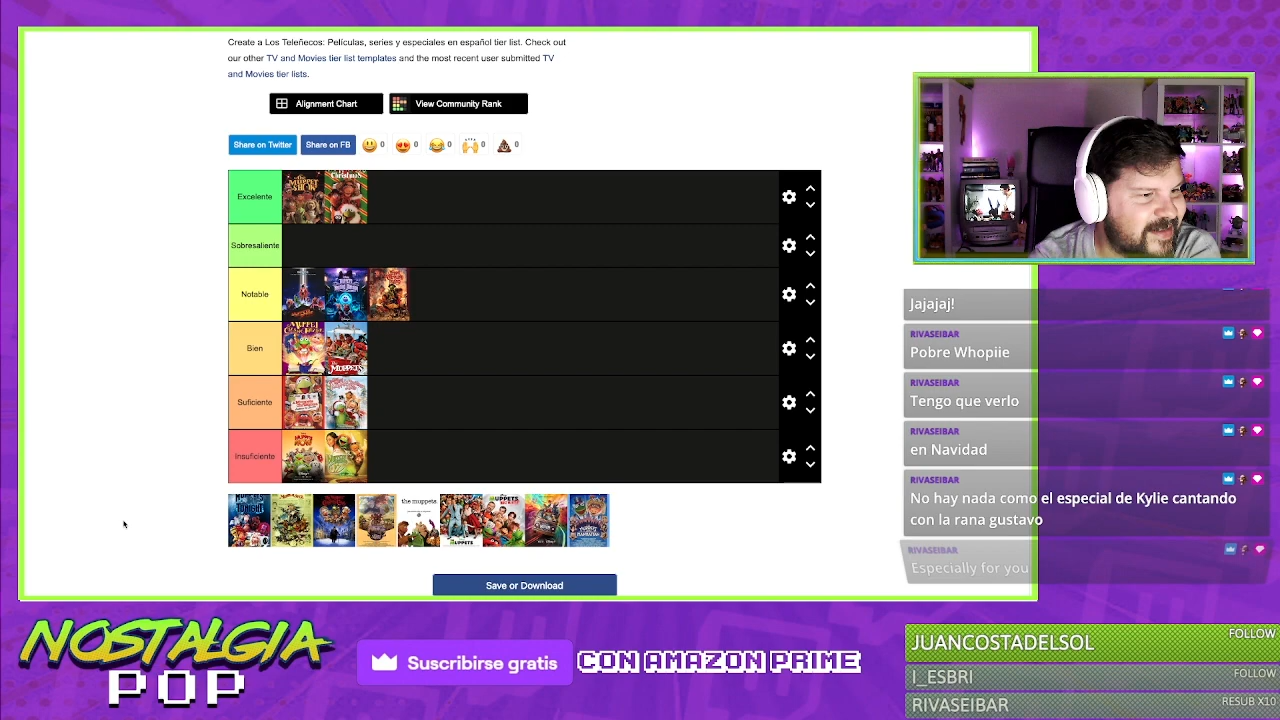 Create a Los Teleñecos: Películas, series y especiales en español tier list. Check out
our other TV and Movies tier list templates and the most recent user submitted TV
and Movies tier lists.
Alignment Chart
View Community Rank
Share on Twitter
Share on FB
0
0
0
0
0
Excelente
Sobresaliente
Notable
Bien
Suficiente
Insuficiente
the muppets
Save or Download
Jajajaj!
RIVASEIBAR
Pobre Whopiie
RIVASEIBAR
Tengo que verlo
RIVASEIBAR
en Navidad
RIVASEIBAR
No hay nada como el especial de Kylie cantando
con la rana gustavo
RIVASEIBAR
Especially for you
NOSTALGIA
POP
Suscribirse gratis
CON AMAZON PRIME
JUANCOSTADELSOL
FOLLOW
I_ESBRI
FOLLOW
RIVASEIBAR
RESUB X10